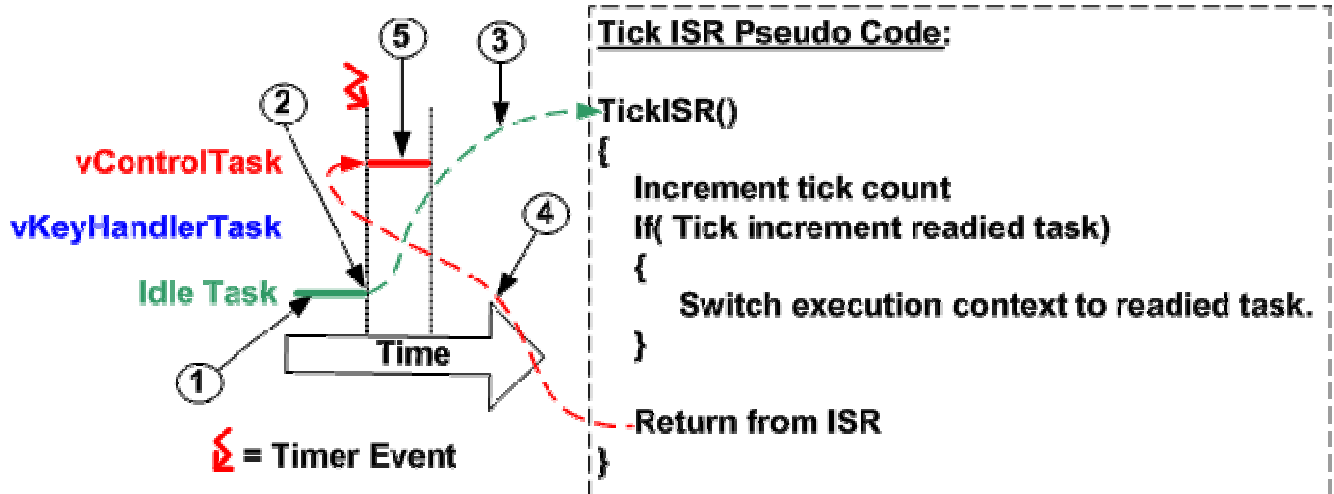 5
3
2
vControlTask
vKeyHandlerTask
4
Idle Task
Time
1
= Timer Event
Tick ISR Pseudo Code:
TickISR()
{
Increment tick count
If( Tick increment readied task)
{
Switch execution context to readied task.
}
Return from ISR
}